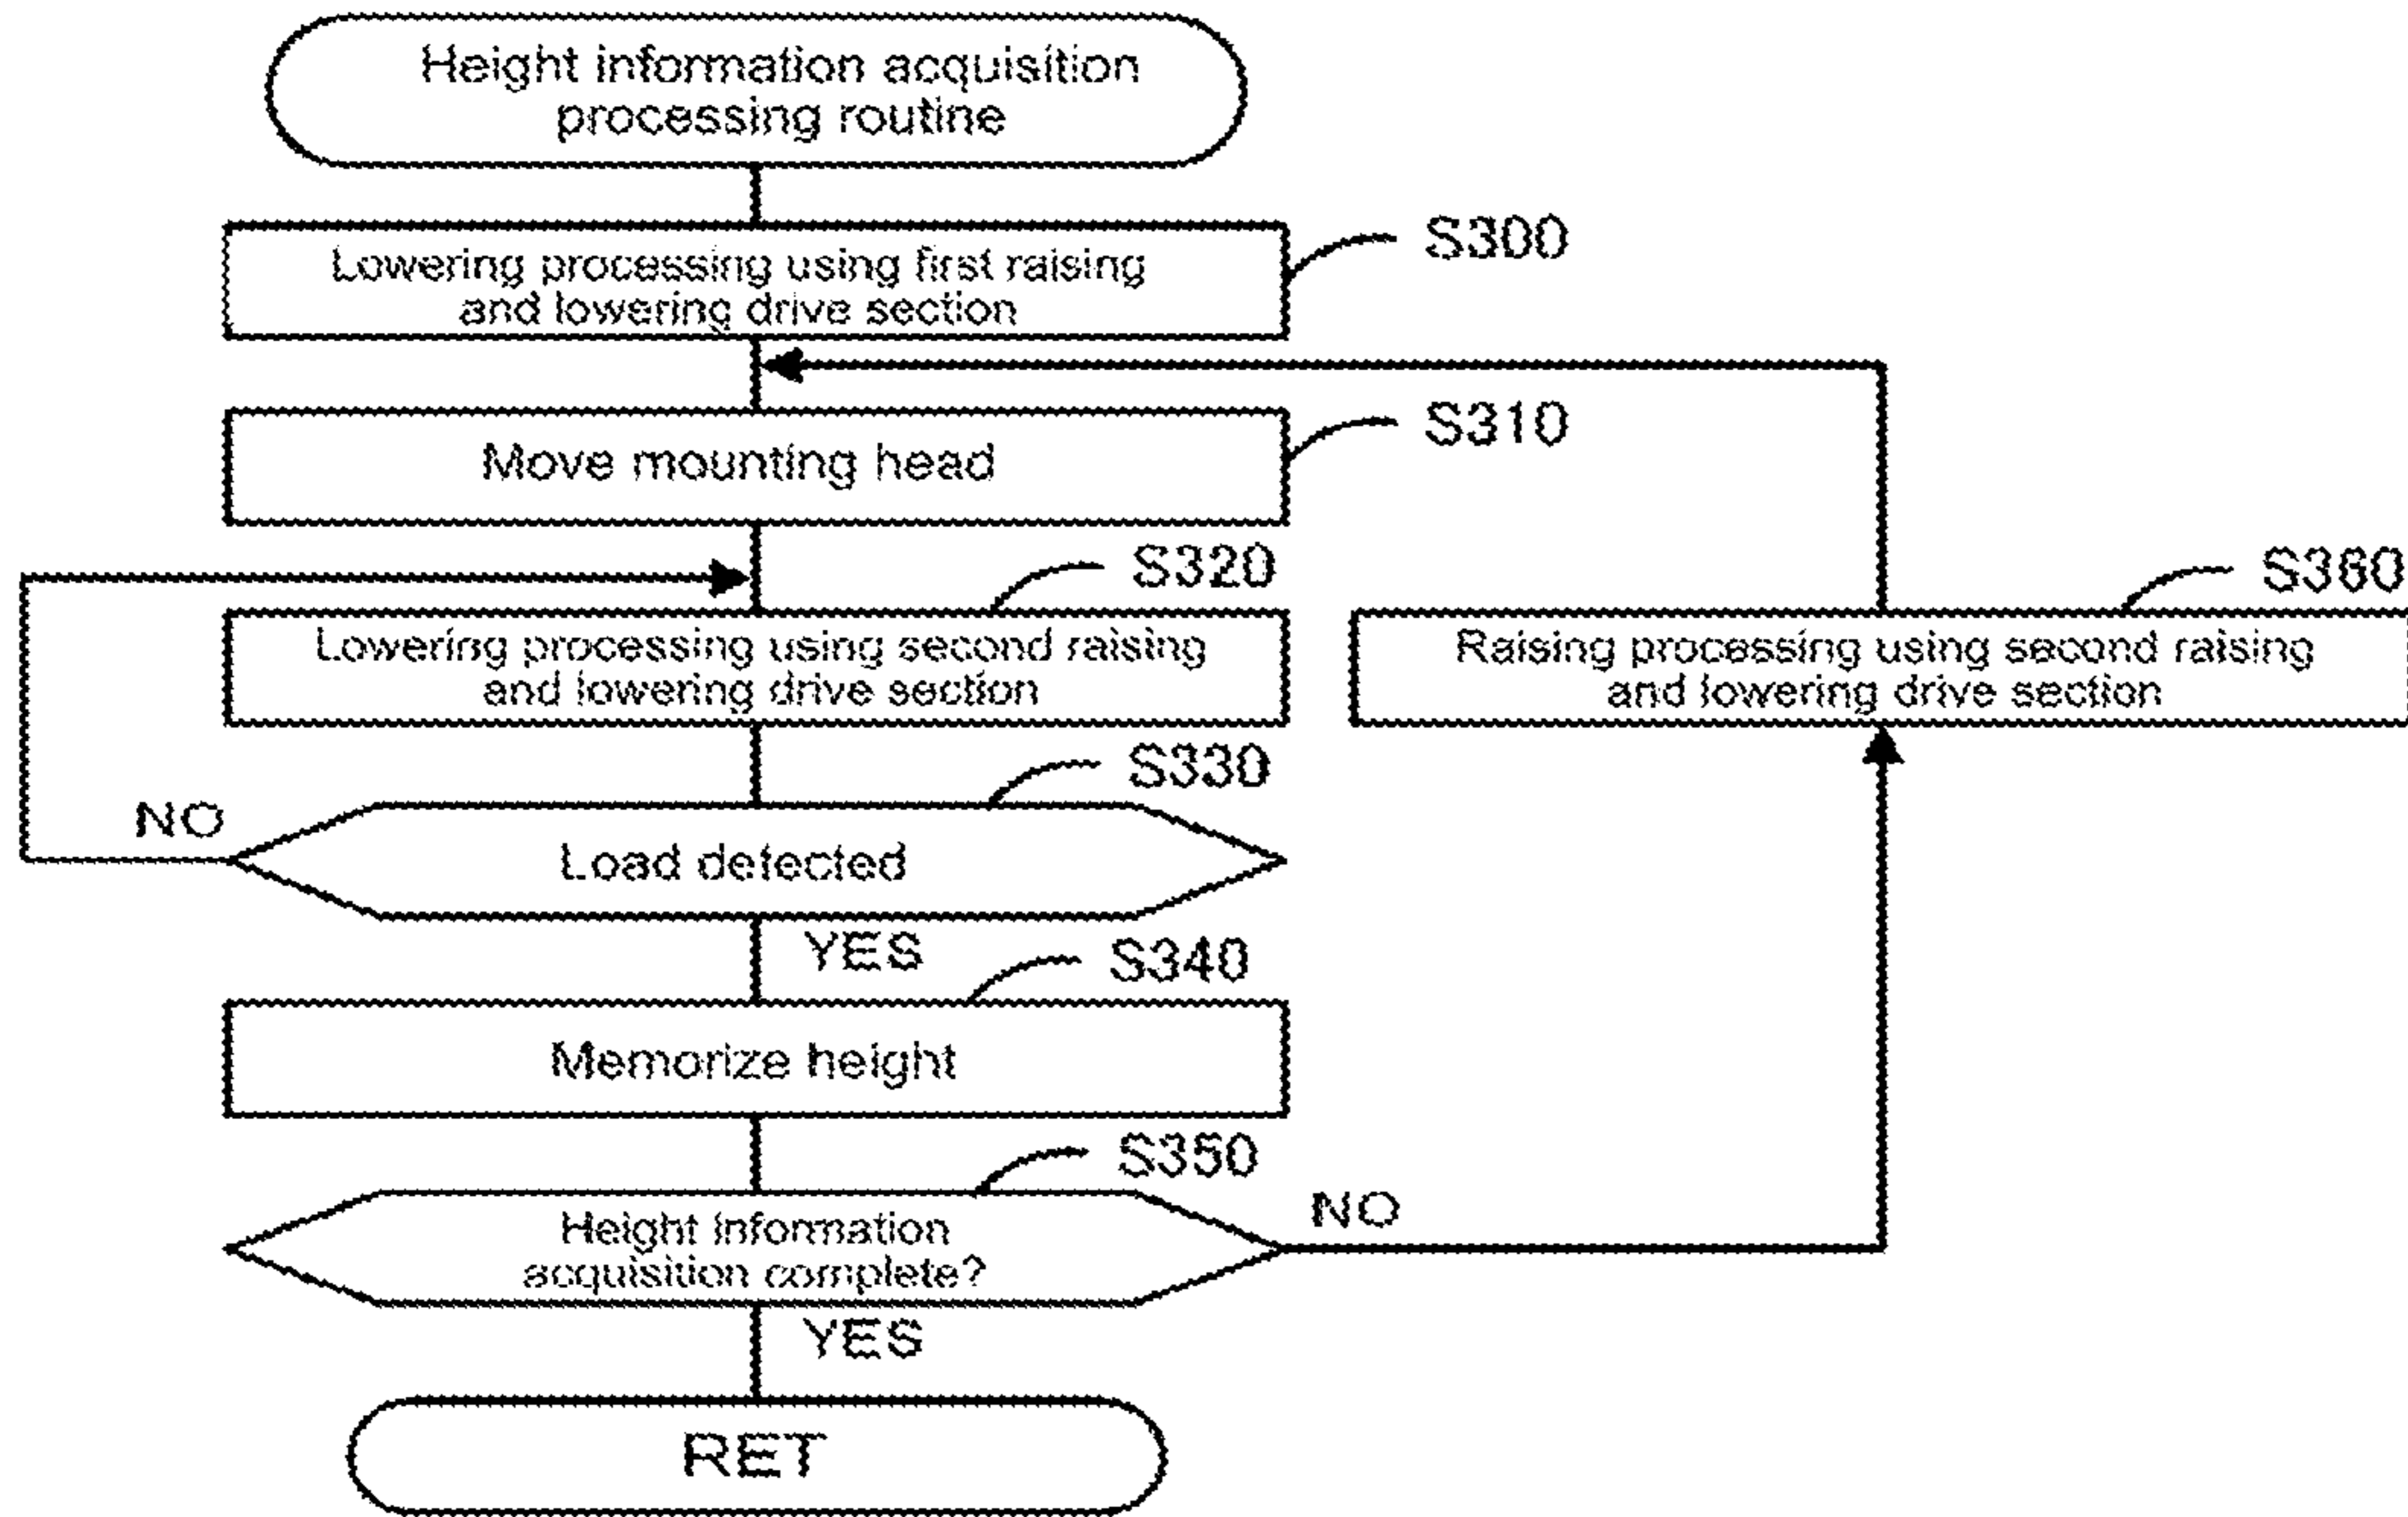 Height information acquisition
processing routine
S300
Lowering processing using first raising
and lowering drive section
S310
Move mounting head
S320
S360
Lowering processing using second raising
and lowering drive section
Raising processing using second raising
and lowering drive section
S330
NO
Load detected
YES
S340
Memorize height
S350
Height information
acquisition complete?
NO
YES
RET